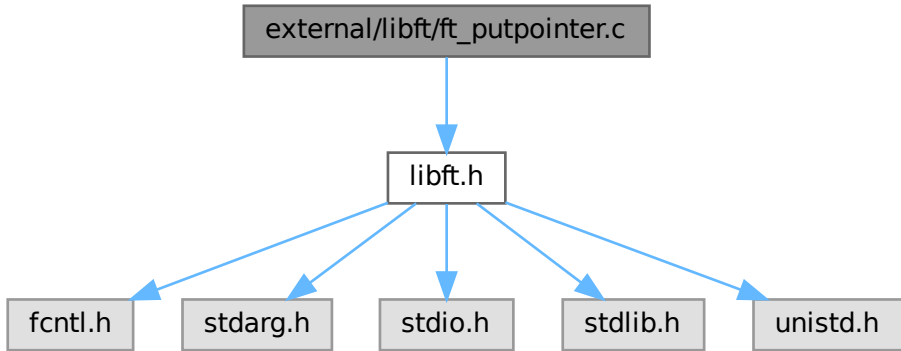 external/libft/ft_putpointer.c
libft.h
fcntl.h
stdarg.h
stdio.h
stdlib.h
unistd.h